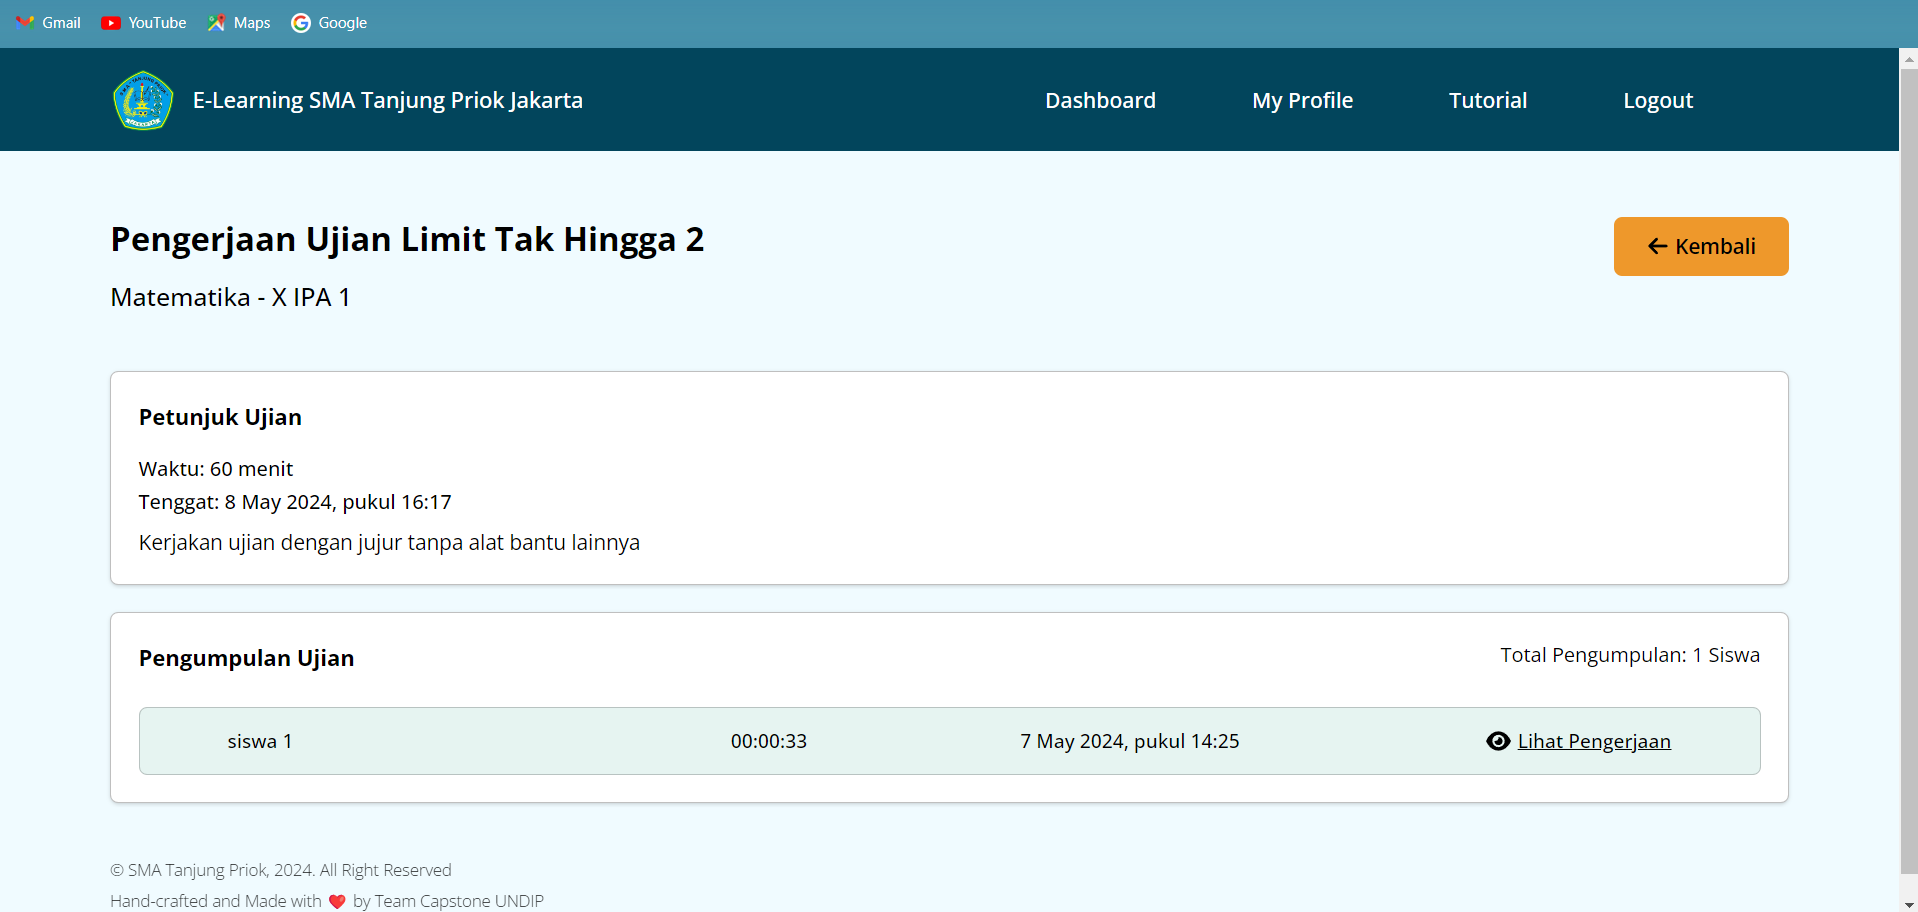 Gmail YouTube Maps Google
E-Learning SMA Tanjung Priok Jakarta Dashboard My Profile Tutorial Logout
Pengerjaan Ujian Limit Tak Hingga 2
Kembali
Matematika - X IPA 1
Petunjuk Ujian
Waktu: 60 menit
Tenggat: 8 May 2024, pukul 16:17
Kerjakan ujian dengan jujur tanpa alat bantu lainnya
Pengumpulan Ujian Total Pengumpulan: 1 Siswa
siswa 1 00:00:33 7 May 2024, pukul 14:25 Lihat Pengerjaan
© SMA Tanjung Priok, 2024. All Right Reserved
Hand-crafted and Made with ❤️ by Team Capstone UNDIP